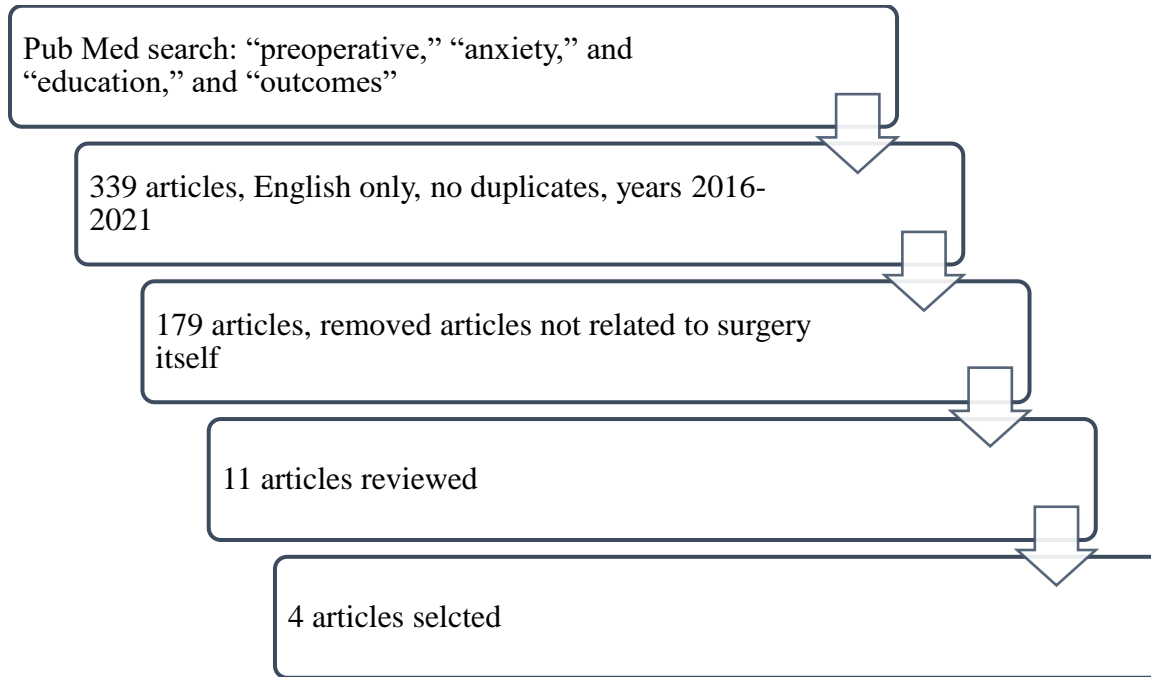 Pub Med search: “preoperative,” “anxiety,” and
“education,” and “outcomes”
339 articles, English only, no duplicates, years 2016-
2021
179 articles, removed articles not related to surgery
itself
11 articles reviewed
4 articles selcted